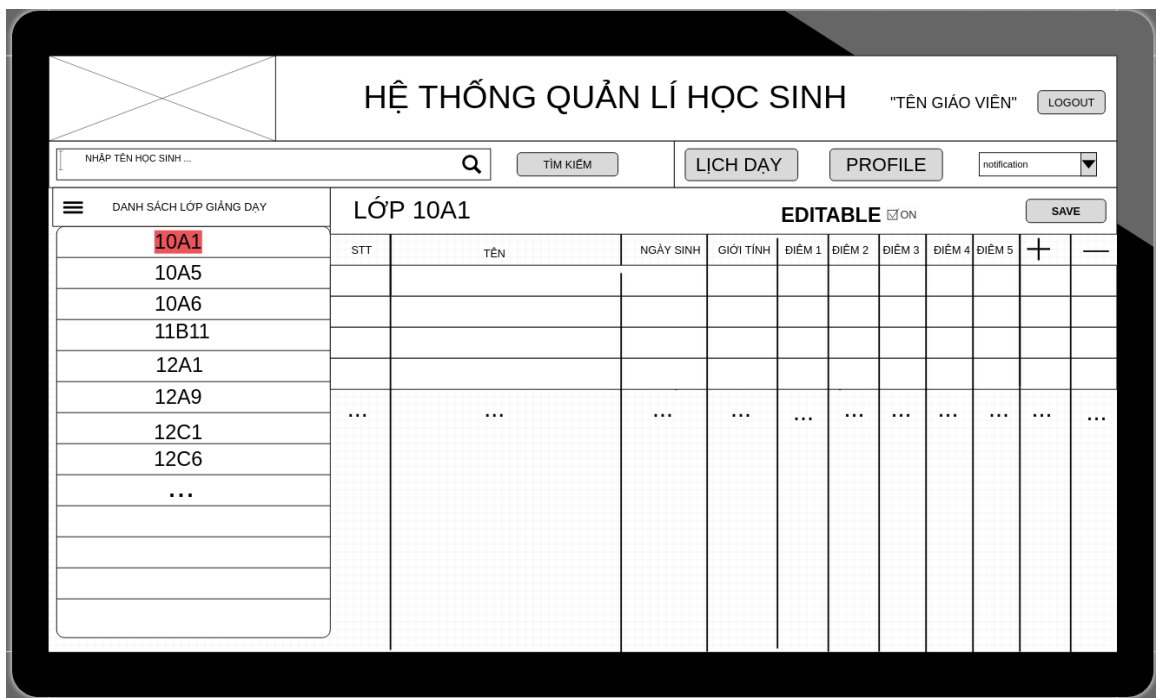 HỆ THỐNG QUẢN LÍ HỌC SINH
"TÊN GIÁO VIÊN"
LOGOUT
NHẬP TÊN HỌC SINH ...
TÌM KIẾM
LỊCH DẠY
PROFILE
notification
DANH SÁCH LỚP GIẢNG DẠY
LỚP 10A1
EDITABLE ON
SAVE
10A1
10A5
10A6
11B11
12A1
12A9
12C1
12C6
...
STT TÊN NGÀY SINH GIỚI TÍNH ĐIỂM 1 ĐIỂM 2 ĐIỂM 3 ĐIỂM 4 ĐIỂM 5 + —
... ... ... ... ... ... ... ... ... ... ...